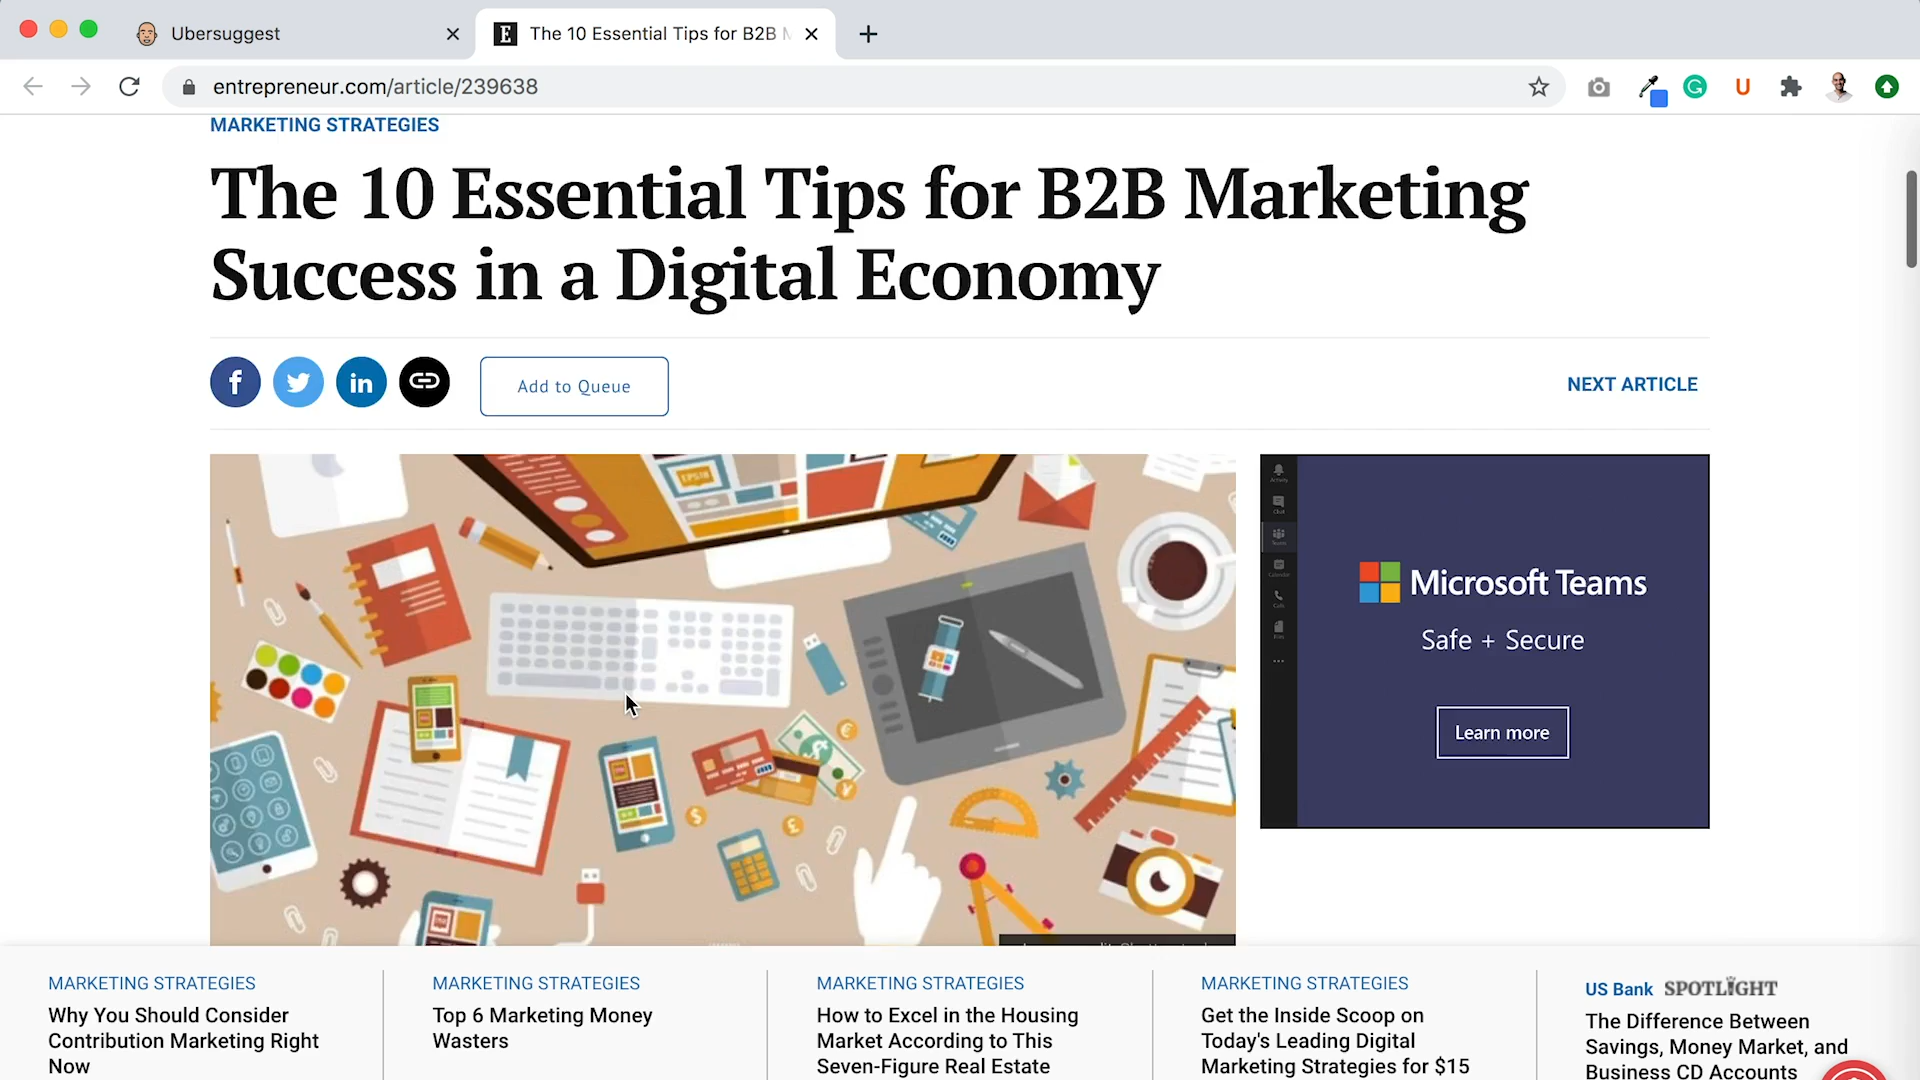 Ubersuggest
E The 10 Essential Tips for B2B
entrepreneur.com/article/239638
MARKETING STRATEGIES
The 10 Essential Tips for B2B Marketing
Success in a Digital Economy
Add to Queue
NEXT ARTICLE
Microsoft Teams
Safe + Secure
Learn more
MARKETING STRATEGIES
Why You Should Consider
Contribution Marketing Right
Now
MARKETING STRATEGIES
Top 6 Marketing Money
Wasters
MARKETING STRATEGIES
How to Excel in the Housing
Market According to This
Seven-Figure Real Estate
MARKETING STRATEGIES
Get the Inside Scoop on
Today's Leading Digital
Marketing Strategies for $15
US Bank SPOTLIGHT
The Difference Between
Savings, Money Market, and
Business CD Accounts